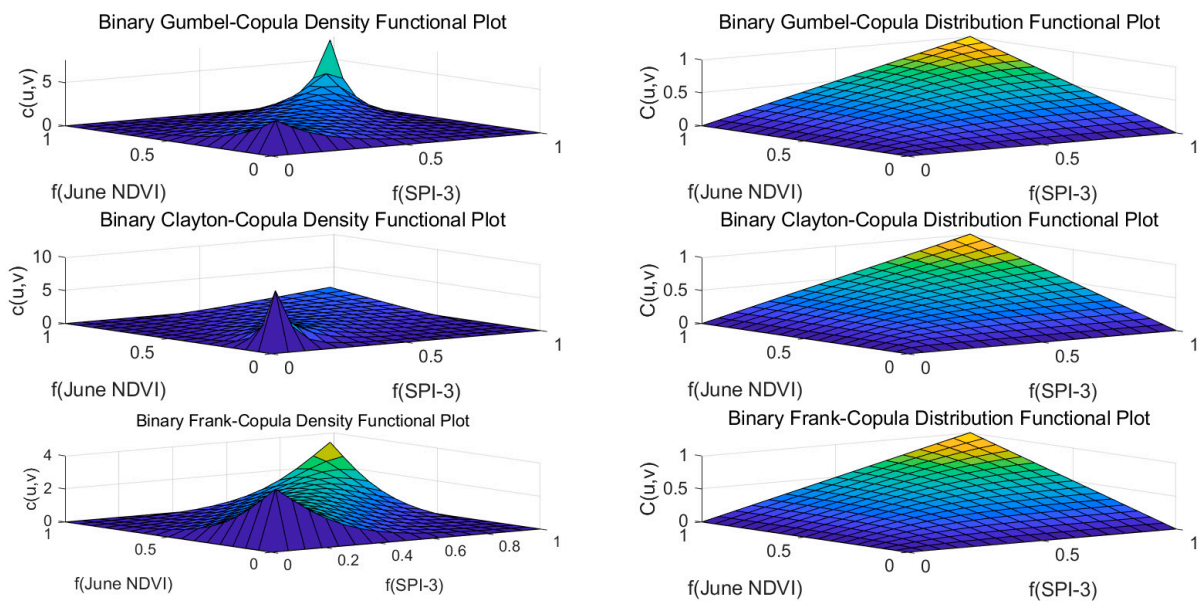 Binary Gumbel-Copula Density Functional Plot
c(u,v)
5
0
1
0.5
0
0
0.5
1
f(June NDVI)
f(SPI-3)
Binary Gumbel-Copula Distribution Functional Plot
C(u,v)
1
0.5
0
1
0.5
0
0
0.5
1
f(June NDVI)
f(SPI-3)
Binary Clayton-Copula Density Functional Plot
c(u,v)
10
5
0
1
0.5
0
0
0.5
1
f(June NDVI)
f(SPI-3)
Binary Clayton-Copula Distribution Functional Plot
C(u,v)
1
0.5
0
1
0.5
0
0
0.5
1
f(June NDVI)
f(SPI-3)
Binary Frank-Copula Density Functional Plot
c(u,v)
4
2
0
1
0.5
0
0
0.2
0.4
0.6
0.8
1
f(June NDVI)
f(SPI-3)
Binary Frank-Copula Distribution Functional Plot
C(u,v)
1
0.5
0
1
0.5
0
0
0.5
1
f(June NDVI)
f(SPI-3)